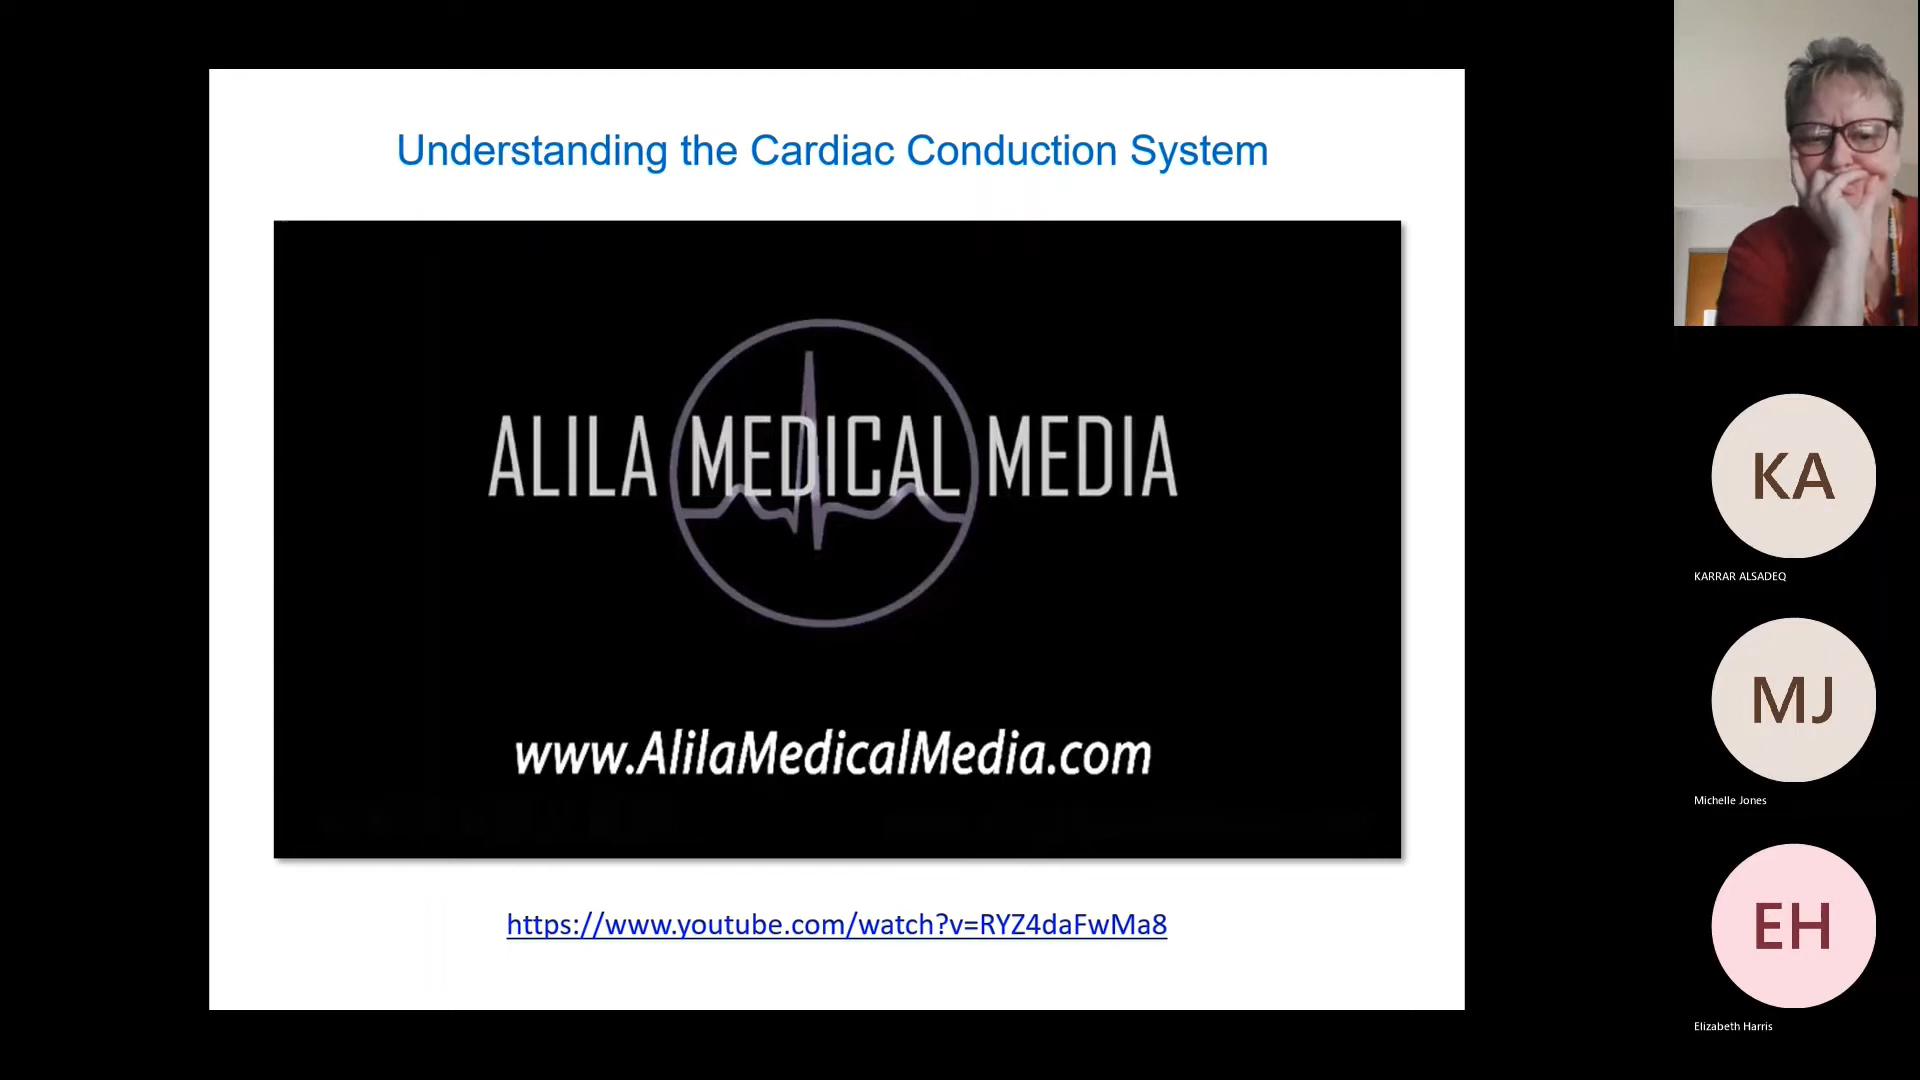 Understanding the Cardiac Conduction System
ALILA MEDICAL MEDIA
www.AlilaMedicalMedia.com
https://www.youtube.com/watch?v=RYZ4daFwMa8
KA
KARRAR ALSADEQ
MJ
Michelle Jones
EH
Elizabeth Harris